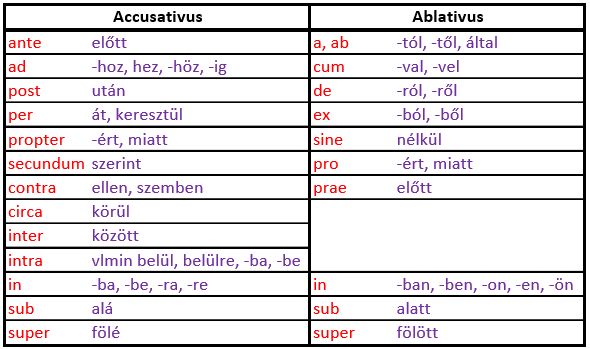 Accusativus Ablativus
ante előtt a, ab -tól, -től, által
ad -hoz, hez, -höz, -ig cum -val, -vel
post után de -ról, -ről
per át, keresztül ex -ból, -ből
propter -ért, miatt sine nélkül
secundum szerint pro -ért, miatt
contra ellen, szemben prae előtt
circa körül
inter között
intra vlmin belül, belülre, -ba, -be
in -ba, -be, -ra, -re in -ban, -ben, -on, -en, -ön
sub alá sub alatt
super fölé super fölött